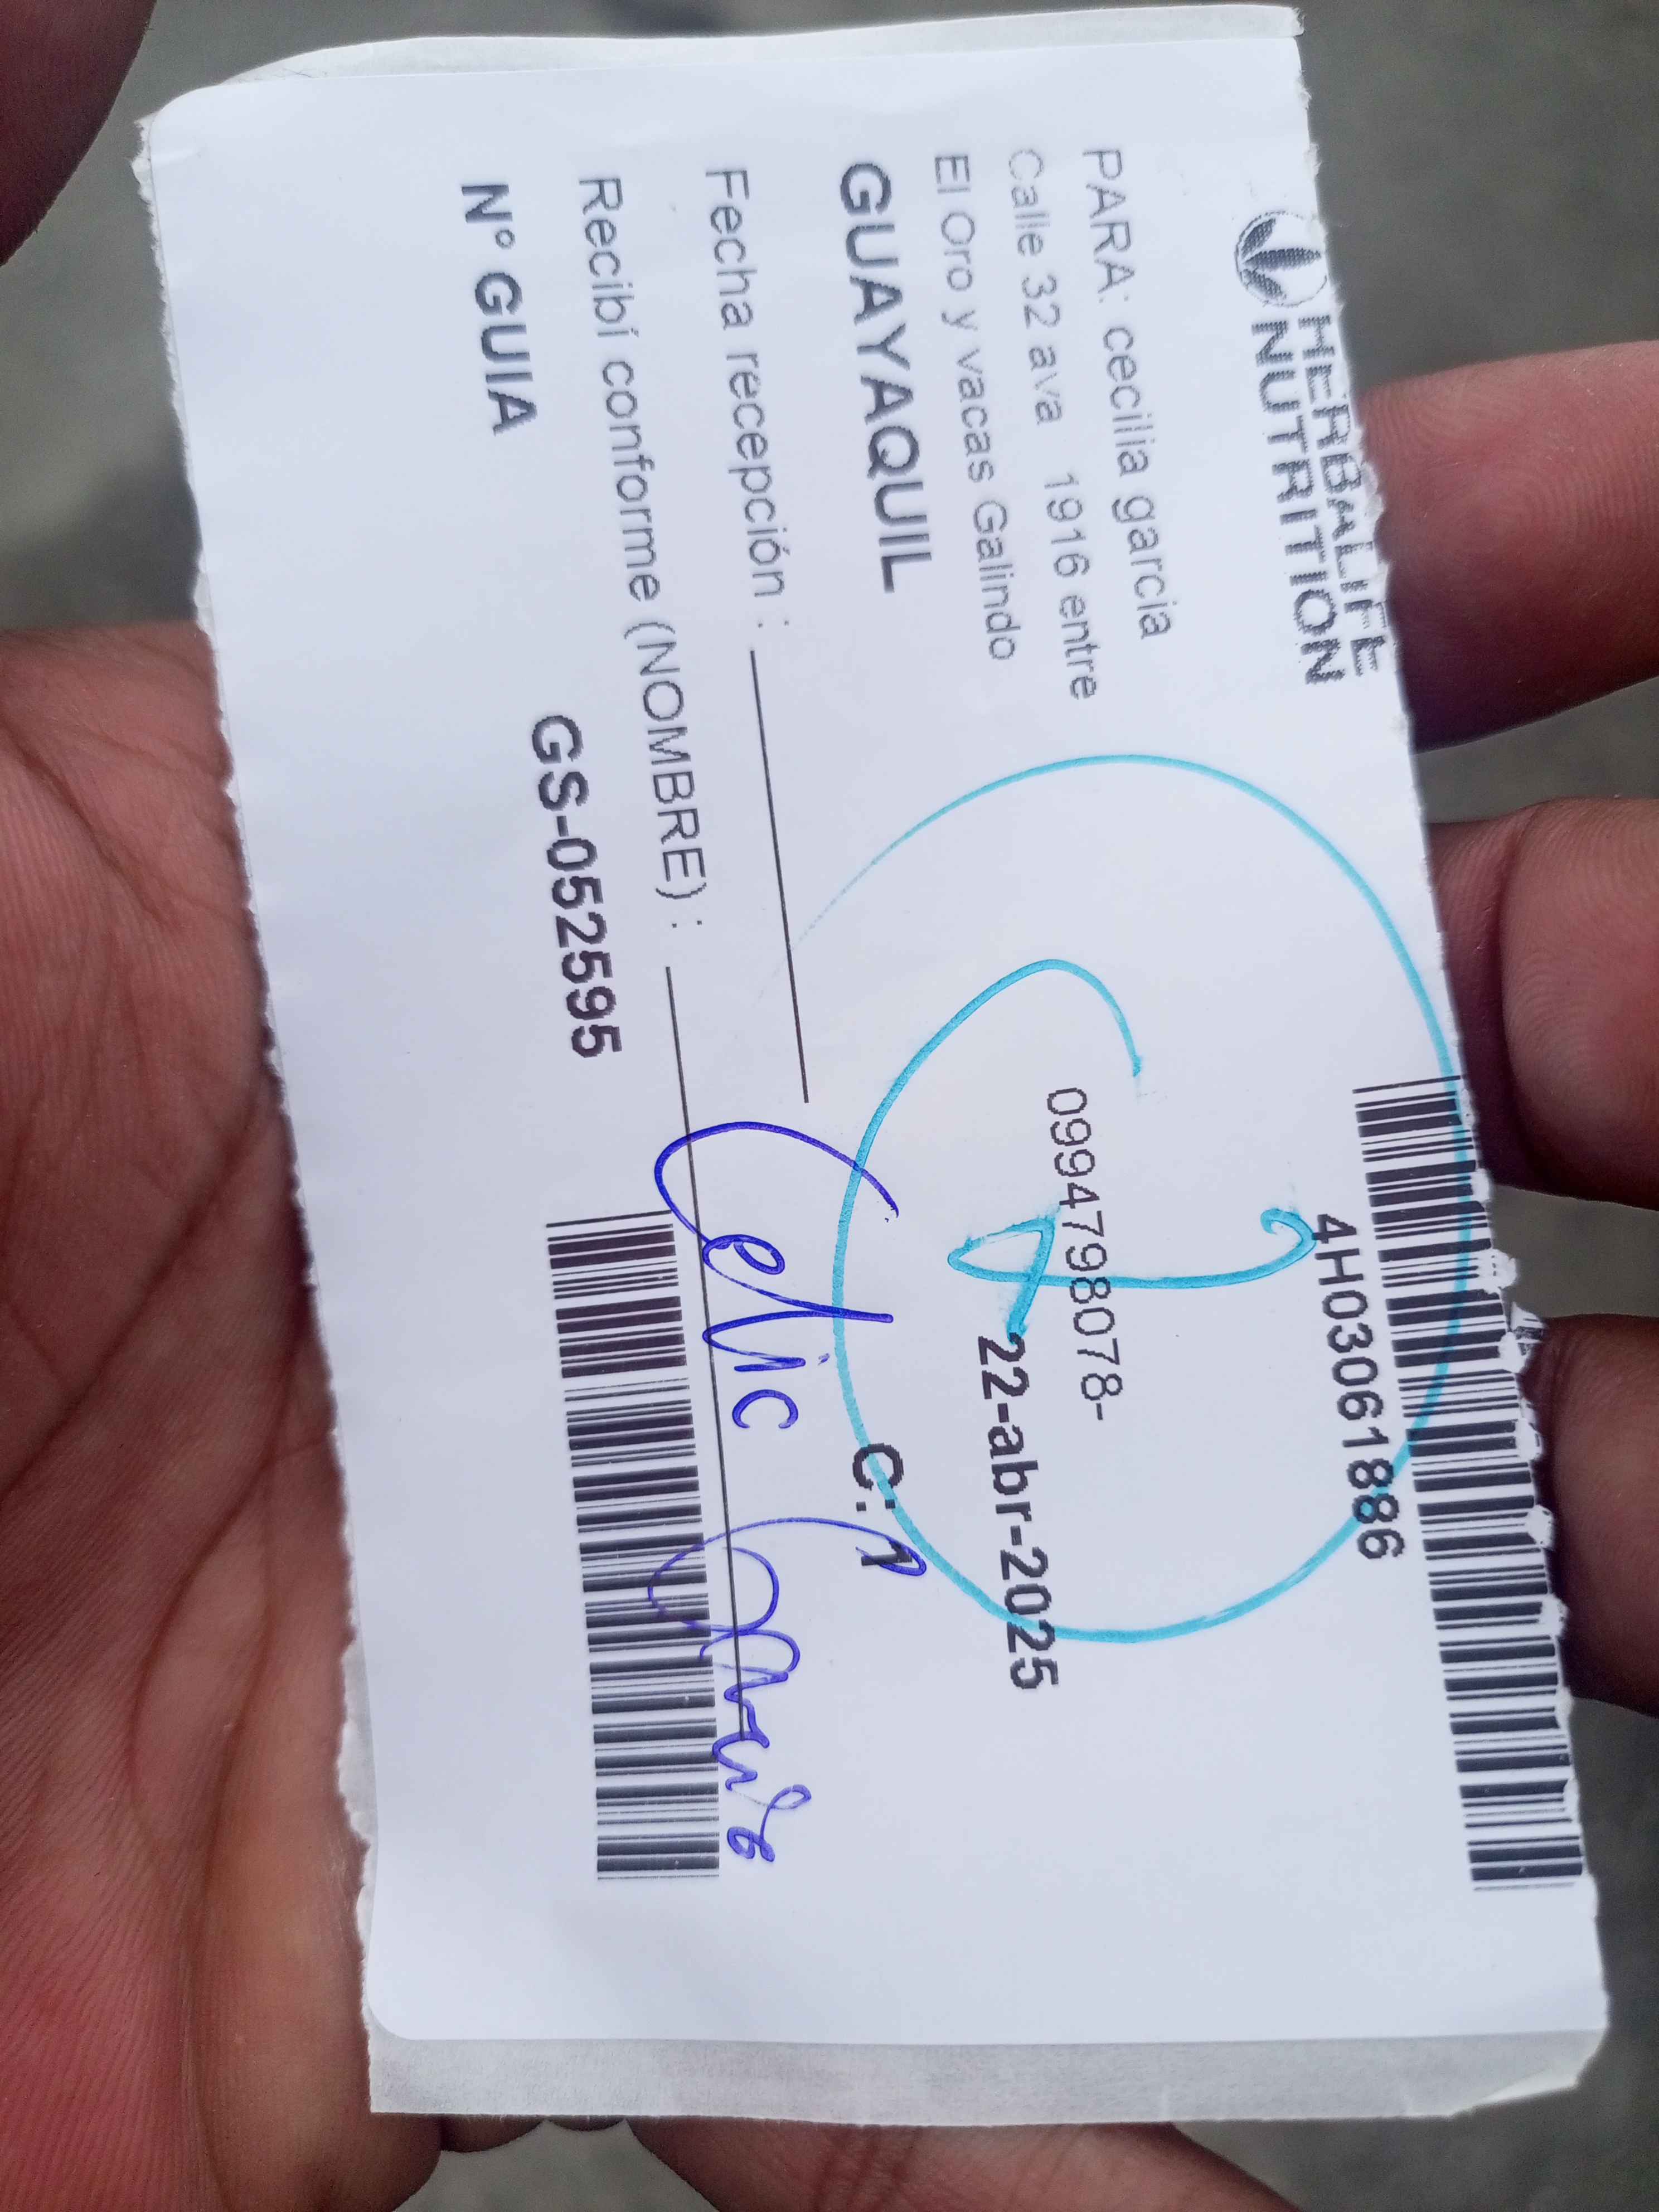 HERBALIFE
NUTRITION
4H03061886
PARA: cecilia garcia
Calle 32 ava 1916 entre
El Oro y vacas Galindo
0994798078-
GUAYAQUIL
22-abr-2025
Fecha recepción :
C: 1
Recibí conforme (NOMBRE) :
Nº GUIA
GS-052595